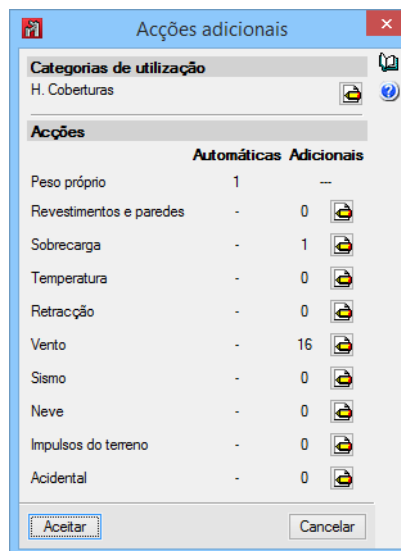 Acções adicionais
Categorias de utilização
H. Coberturas
Acções
Automáticas Adicionais
Peso próprio 1 ---
Revestimentos e paredes - 0
Sobrecarga - 1
Temperatura - 0
Retracção - 0
Vento - 16
Sismo - 0
Neve - 0
Impulsos do terreno - 0
Acidental - 0
Aceitar Cancelar